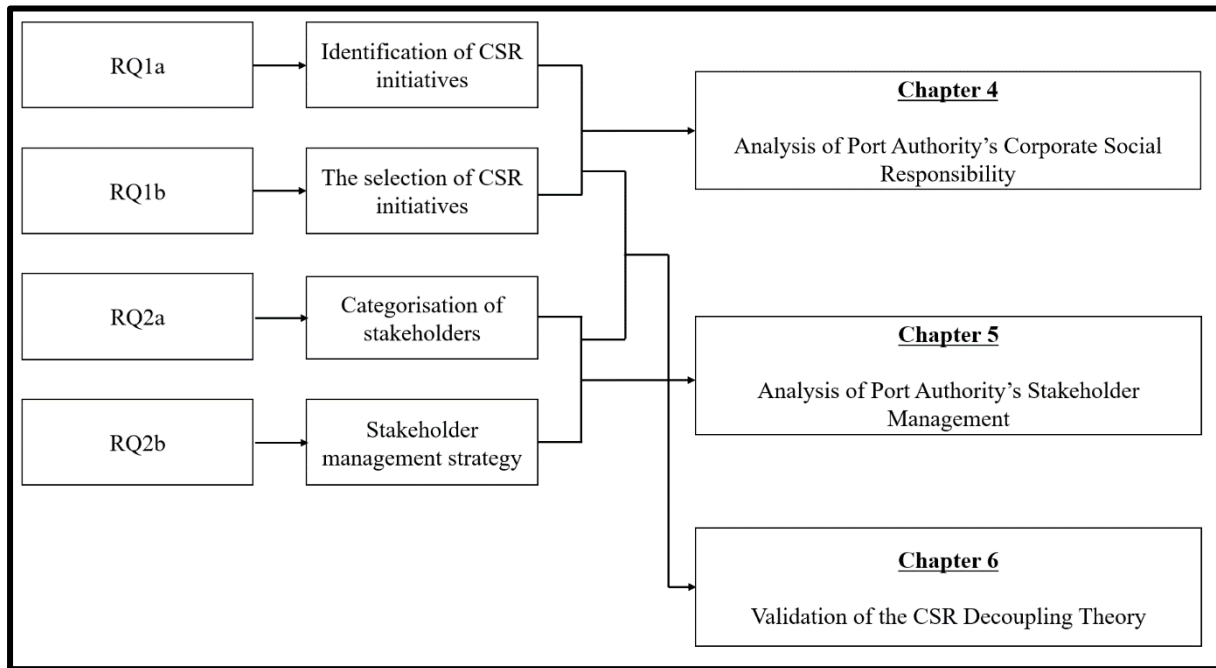 RQ1a
Identification of CSR
initiatives
RQ1b
The selection of CSR
initiatives
RQ2a
Categorisation of
stakeholders
RQ2b
Stakeholder
management strategy
Chapter 4
Analysis of Port Authority’s Corporate Social
Responsibility
Chapter 5
Analysis of Port Authority’s Stakeholder
Management
Chapter 6
Validation of the CSR Decoupling Theory